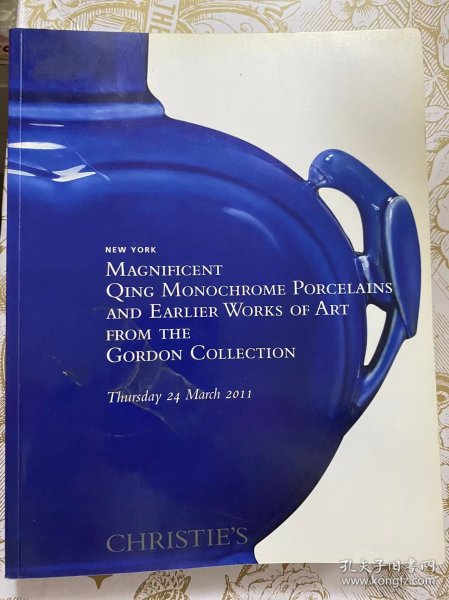 NEW YORK
MAGNIFICENT
QING MONOCHROME PORCELAINS
AND EARLIER WORKS OF ART
FROM THE
GORDON COLLECTION
Thursday 24 March 2011
CHRISTIE'S
孔夫子旧书网
www.kongfz.com